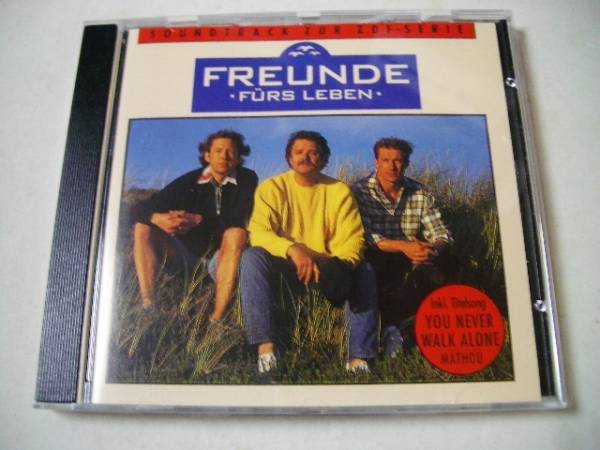 SOUNDTRACK ZUR ZDF-SERIE
FREUNDE
· FÜRS LEBEN ·
Inkl. Titelsong
YOU NEVER
WALK ALONE
MATHOU